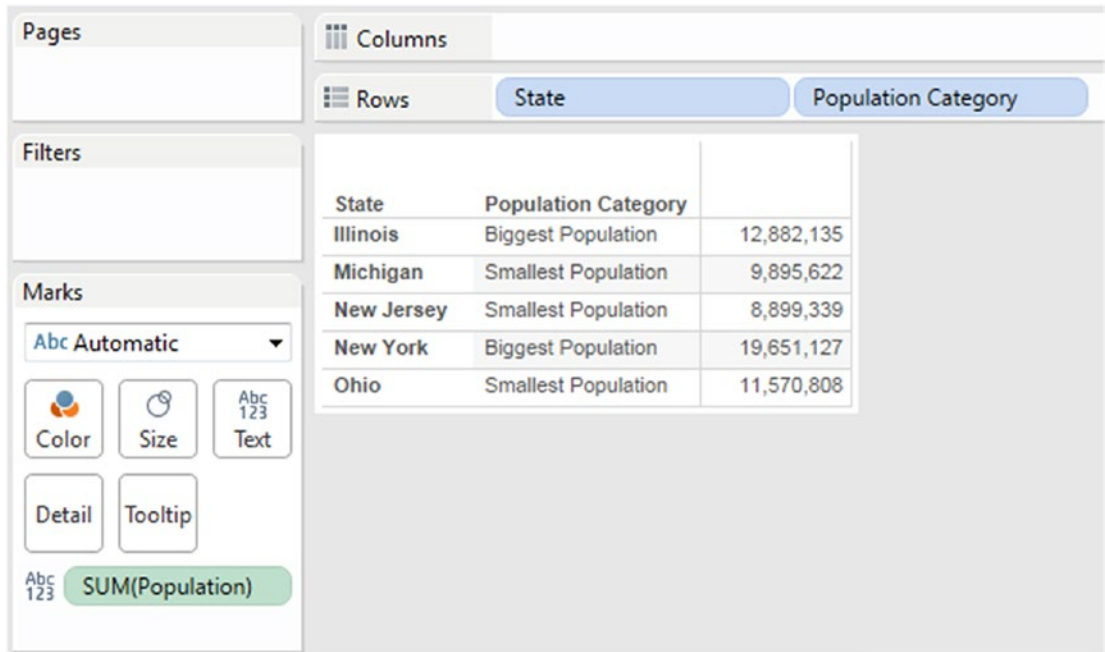 Pages
Columns
Rows State Population Category
Filters
State Population Category
Illinois Biggest Population 12,882,135
Michigan Smallest Population 9,895,622
New Jersey Smallest Population 8,899,339
New York Biggest Population 19,651,127
Ohio Smallest Population 11,570,808
Marks
Abc Automatic
Abc
123
Color Size Text
Detail Tooltip
Abc
123 SUM(Population)